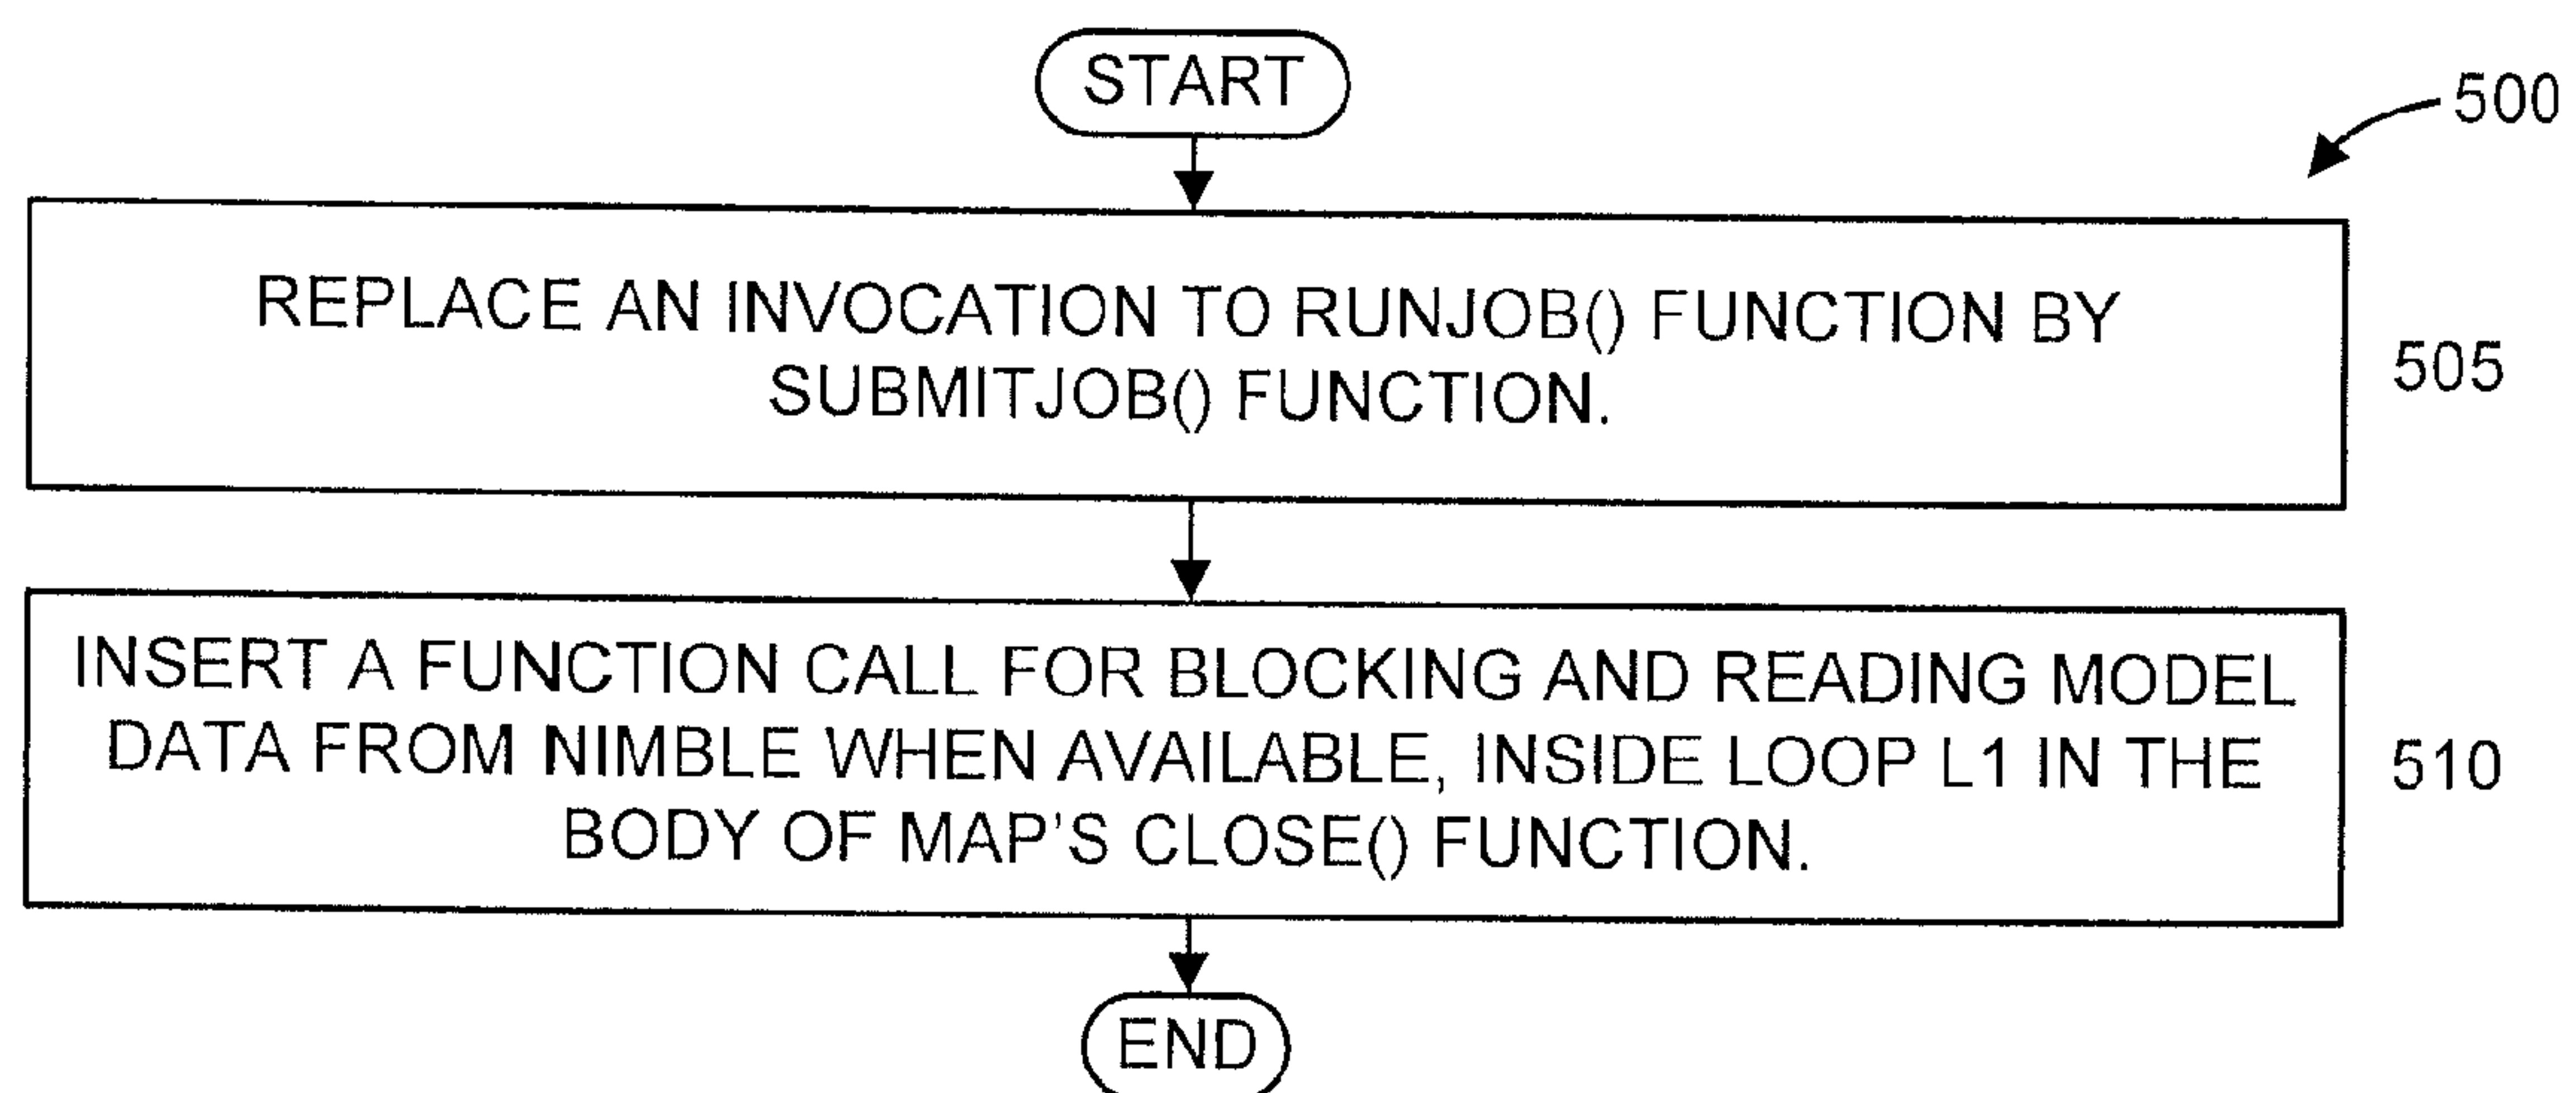 START
500
REPLACE AN INVOCATION TO RUNJOB() FUNCTION BY
SUBMITJOB() FUNCTION.
505
INSERT A FUNCTION CALL FOR BLOCKING AND READING MODEL
DATA FROM NIMBLE WHEN AVAILABLE, INSIDE LOOP L1 IN THE
BODY OF MAP'S CLOSE() FUNCTION.
510
END